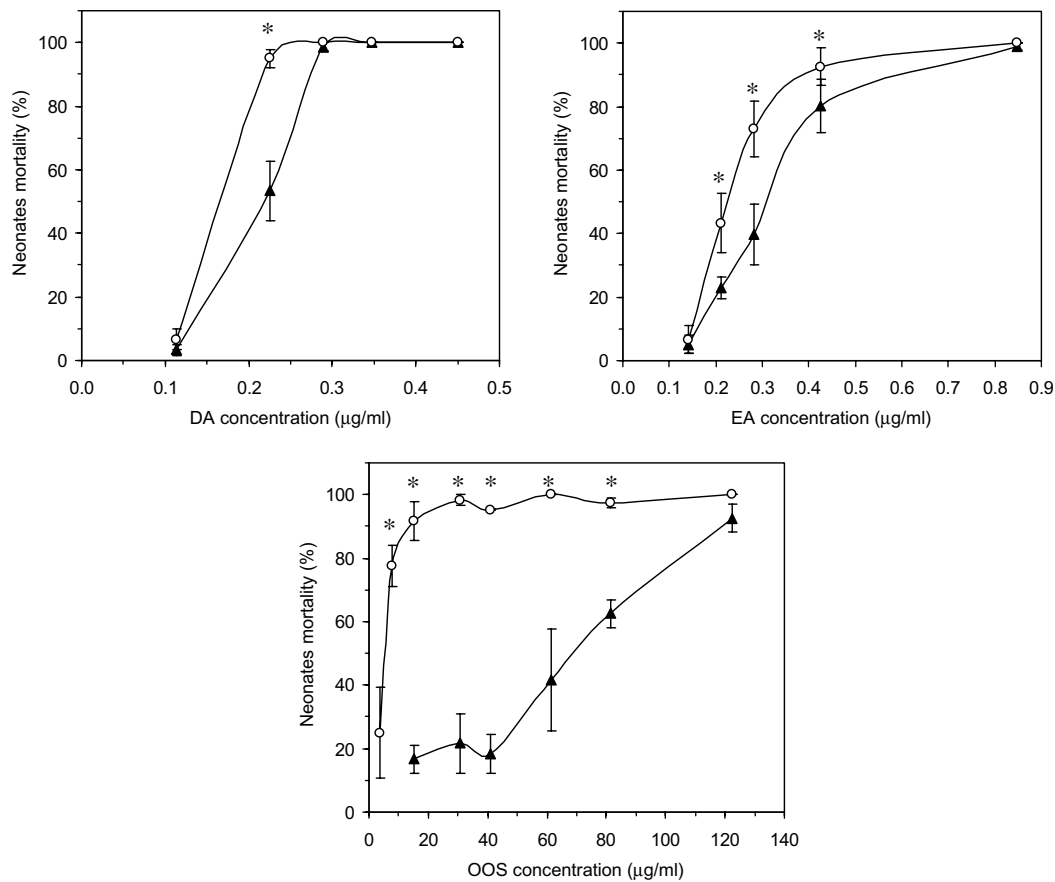 * *
100 100
80 80
60 60
40 40
20 20
0 0
0.0 0.1 0.2 0.3 0.4 0.5
0.0 0.1 0.2 0.3 0.4 0.5 0.6 0.7 0.8 0.9
* *
Neonates mortality (%)
DA concentration (μg/ml)
Neonates mortality (%)
EA concentration (μg/ml)
* * * * * *
100
80
60
40
20
0
0 20 40 60 80 100 120 140
Neonates mortality (%)
OOS concentration (μg/ml)